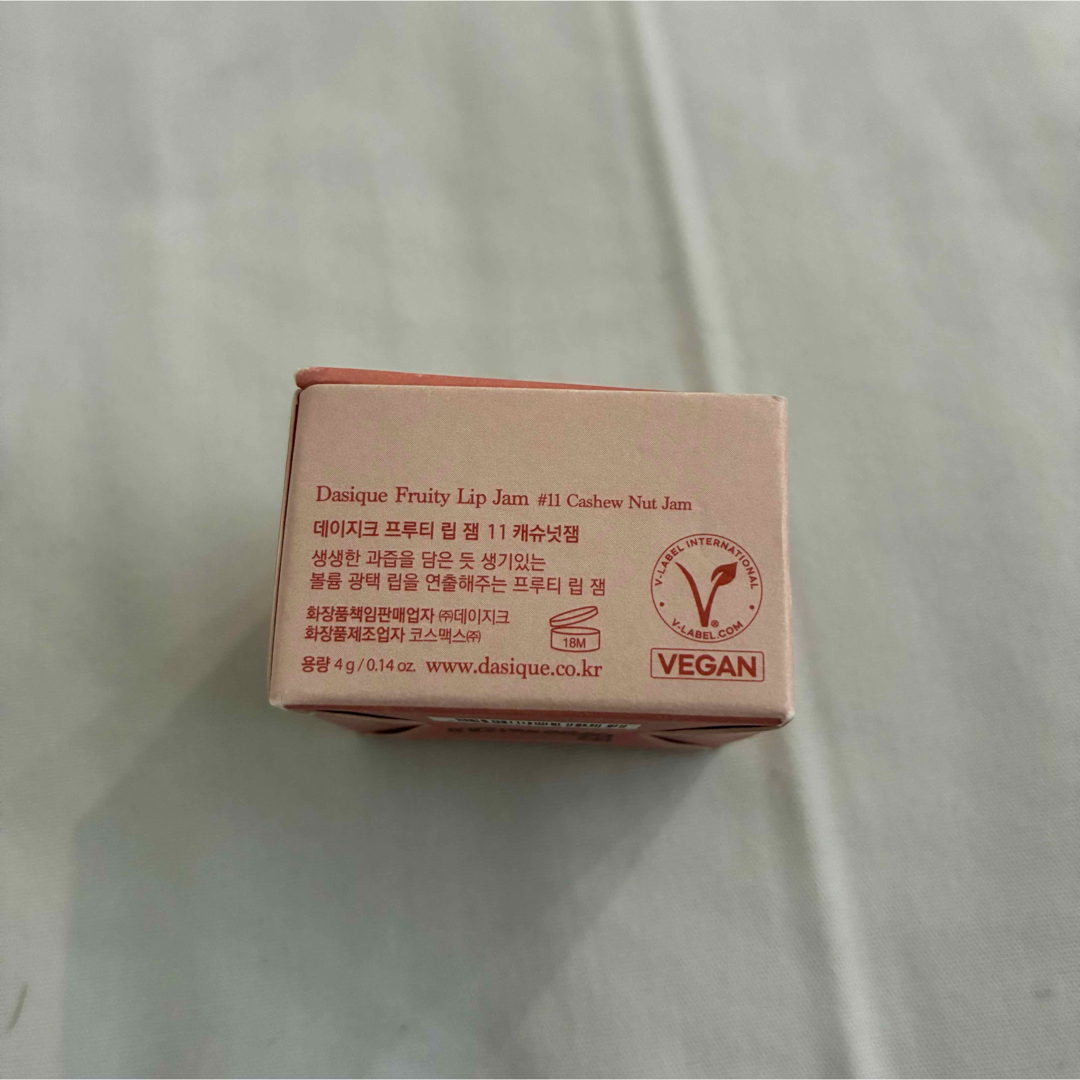 Dasique Fruity Lip Jam #11 Cashew Nut Jam
데이지크 프루티 립 잼 11 캐슈넛잼
생생한 과즙을 담은 듯 생기있는
볼륨 광택 립을 연출해주는 프루티 립 잼
화장품책임판매업자 ㈜데이지크
화장품제조업자 코스맥스㈜
18M
용량 4 g / 0.14 oz. www.dasique.co.kr
V-LABEL INTERNATIONAL
V®
V-LABEL.COM
VEGAN